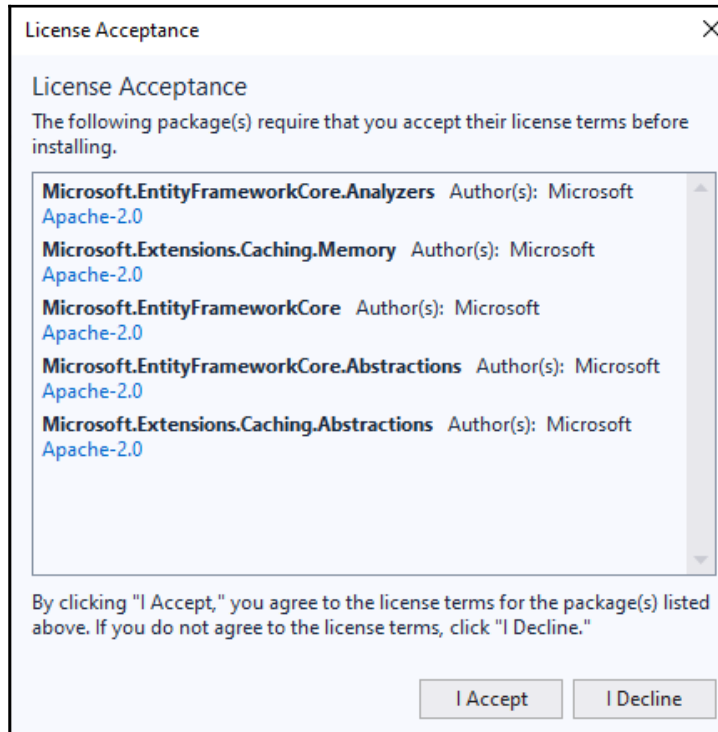 License Acceptance
License Acceptance
The following package(s) require that you accept their license terms before
installing.
Microsoft.EntityFrameworkCore.Analyzers Author(s): Microsoft
Apache-2.0
Microsoft.Extensions.Caching.Memory Author(s): Microsoft
Apache-2.0
Microsoft.EntityFrameworkCore Author(s): Microsoft
Apache-2.0
Microsoft.EntityFrameworkCore.Abstractions Author(s): Microsoft
Apache-2.0
Microsoft.Extensions.Caching.Abstractions Author(s): Microsoft
Apache-2.0
By clicking "I Accept," you agree to the license terms for the package(s) listed
above. If you do not agree to the license terms, click "I Decline."
I Accept I Decline